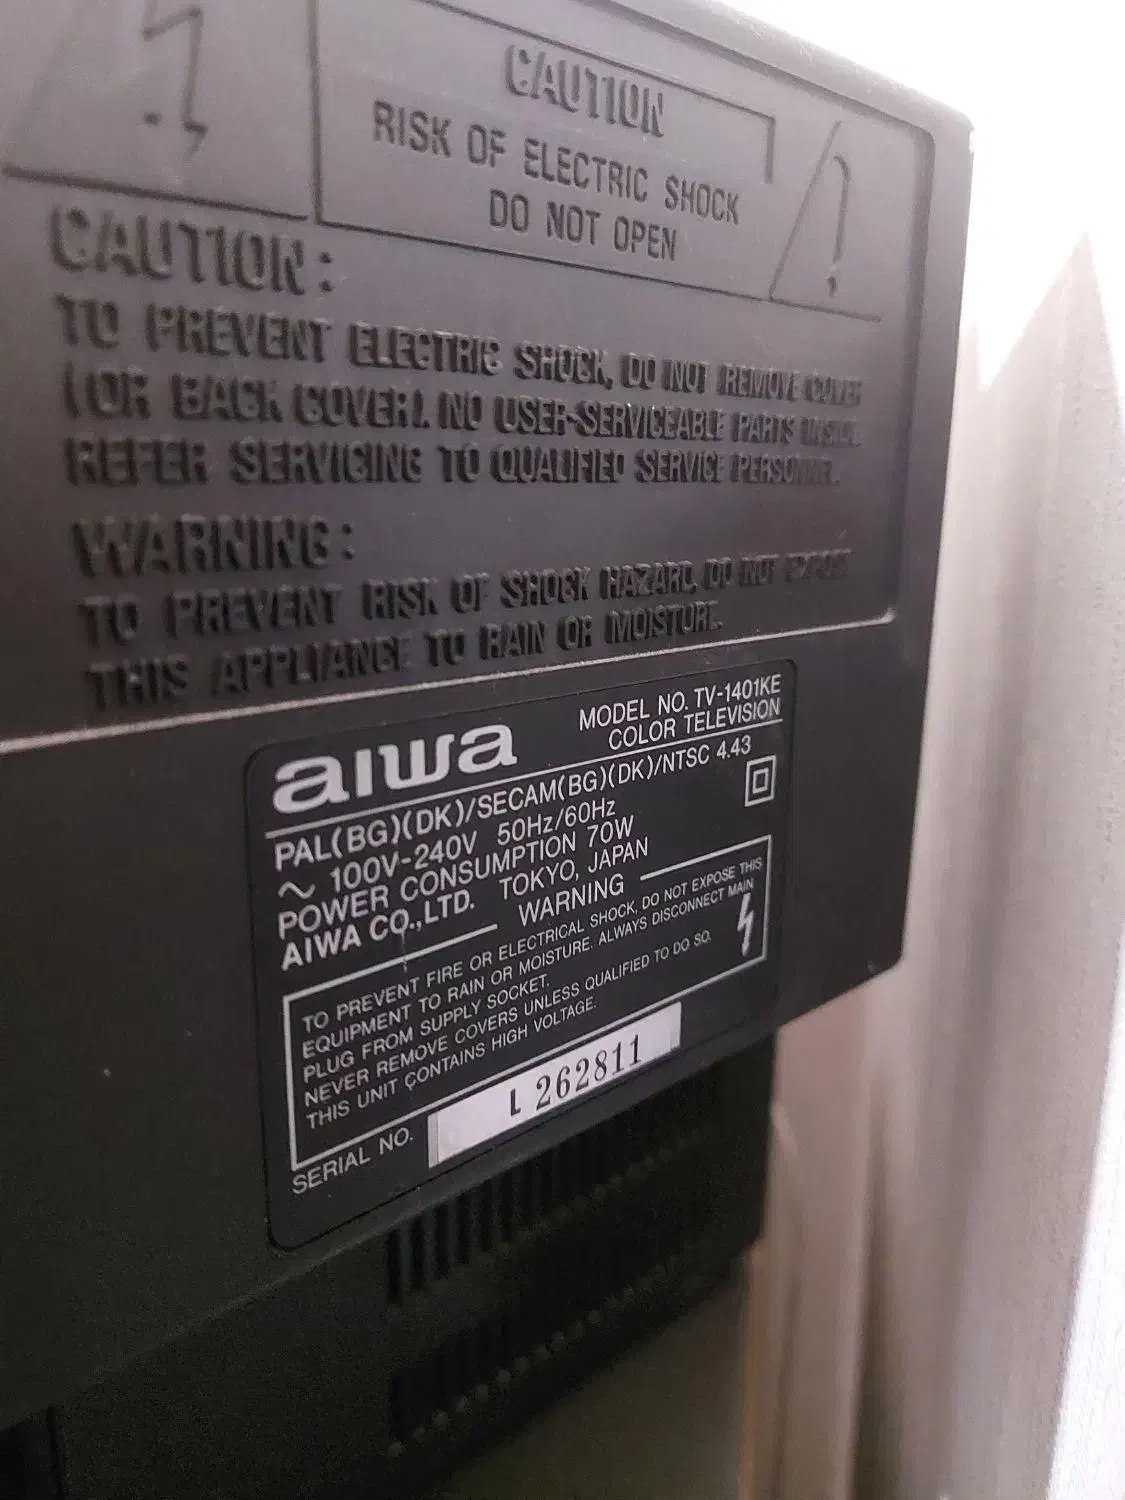 CAUTION
RISK OF ELECTRIC SHOCK
DO NOT OPEN
CAUTION:
TO PREVENT ELECTRIC SHOCK, DO NOT REMOVE COVER
(OR BACK COVER). NO USER-SERVICEABLE PARTS INSIDE.
REFER SERVICING TO QUALIFIED SERVICE PERSONNEL.
WARNING:
TO PREVENT RISK OF SHOCK HAZARD, DO NOT EXPOSE
THIS APPLIANCE TO RAIN OR MOISTURE.
aiwa
MODEL NO. TV-1401KE
COLOR TELEVISION
PAL(BG)(DK)/SECAM(BG)(DK)/NTSC 4.43
~ 100V-240V 50Hz/60Hz
POWER CONSUMPTION 70W
AIWA CO.,LTD. TOKYO, JAPAN
WARNING
TO PREVENT FIRE OR ELECTRICAL SHOCK, DO NOT EXPOSE THIS
EQUIPMENT TO RAIN OR MOISTURE. ALWAYS DISCONNECT MAIN
PLUG FROM SUPPLY SOCKET.
NEVER REMOVE COVERS UNLESS QUALIFIED TO DO SO.
THIS UNIT CONTAINS HIGH VOLTAGE.
SERIAL NO. L 262811